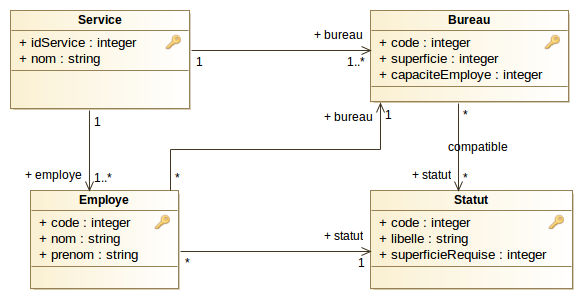 Service
+ idService : integer
+ nom : string
Bureau
+ code : integer
+ superficie : integer
+ capaciteEmploye : integer
+ bureau
1
1..*
1
+ employe
1..*
+ bureau
1
*
*
compatible
+ statut
*
Employe
+ code : integer
+ nom : string
+ prenom : string
Statut
+ code : integer
+ libelle : string
+ superficieRequise : integer
+ statut
*
1